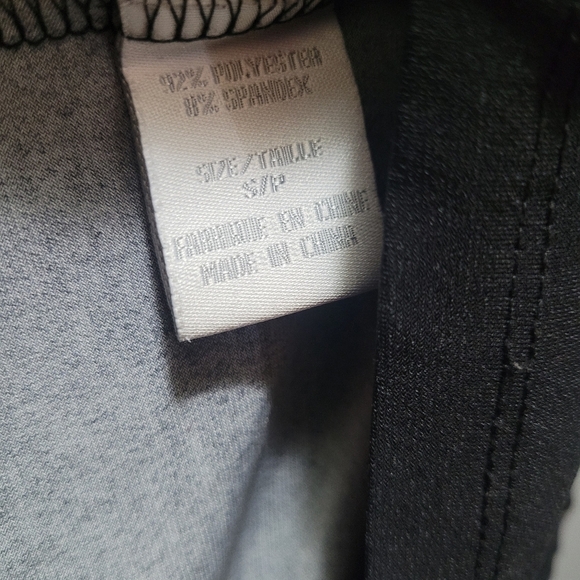 92% POLYESTER
8% SPANDEX
SIZE/TAILLE
S/P
FABRIQUE EN CHINE
MADE IN CHINA